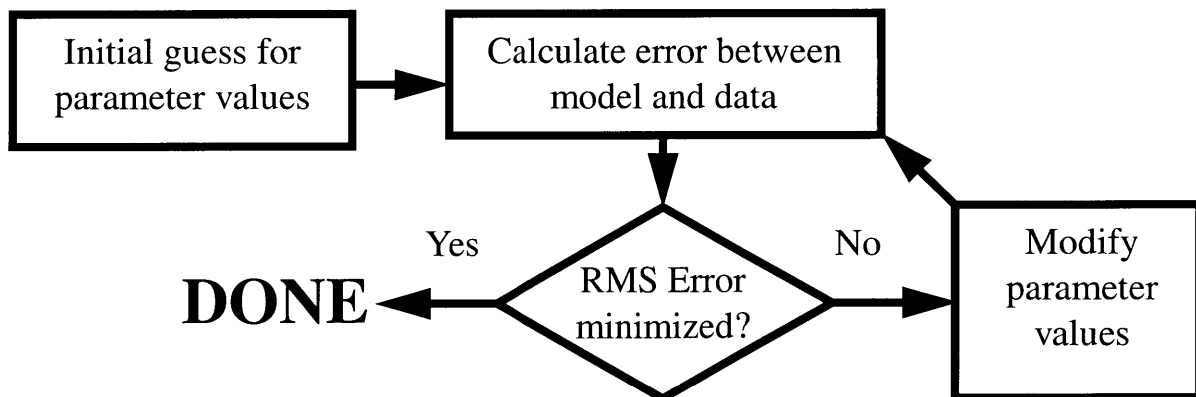 Initial guess for
parameter values
Calculate error between
model and data
Yes
No
DONE
RMS Error
minimized?
Modify
parameter
values